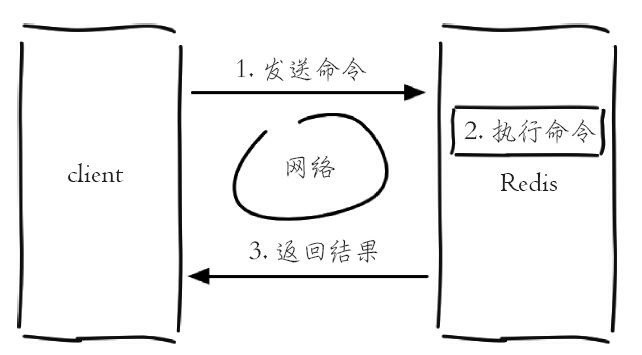 1. 发送命令
2. 执行命令
client
网络
Redis
3. 返回结果